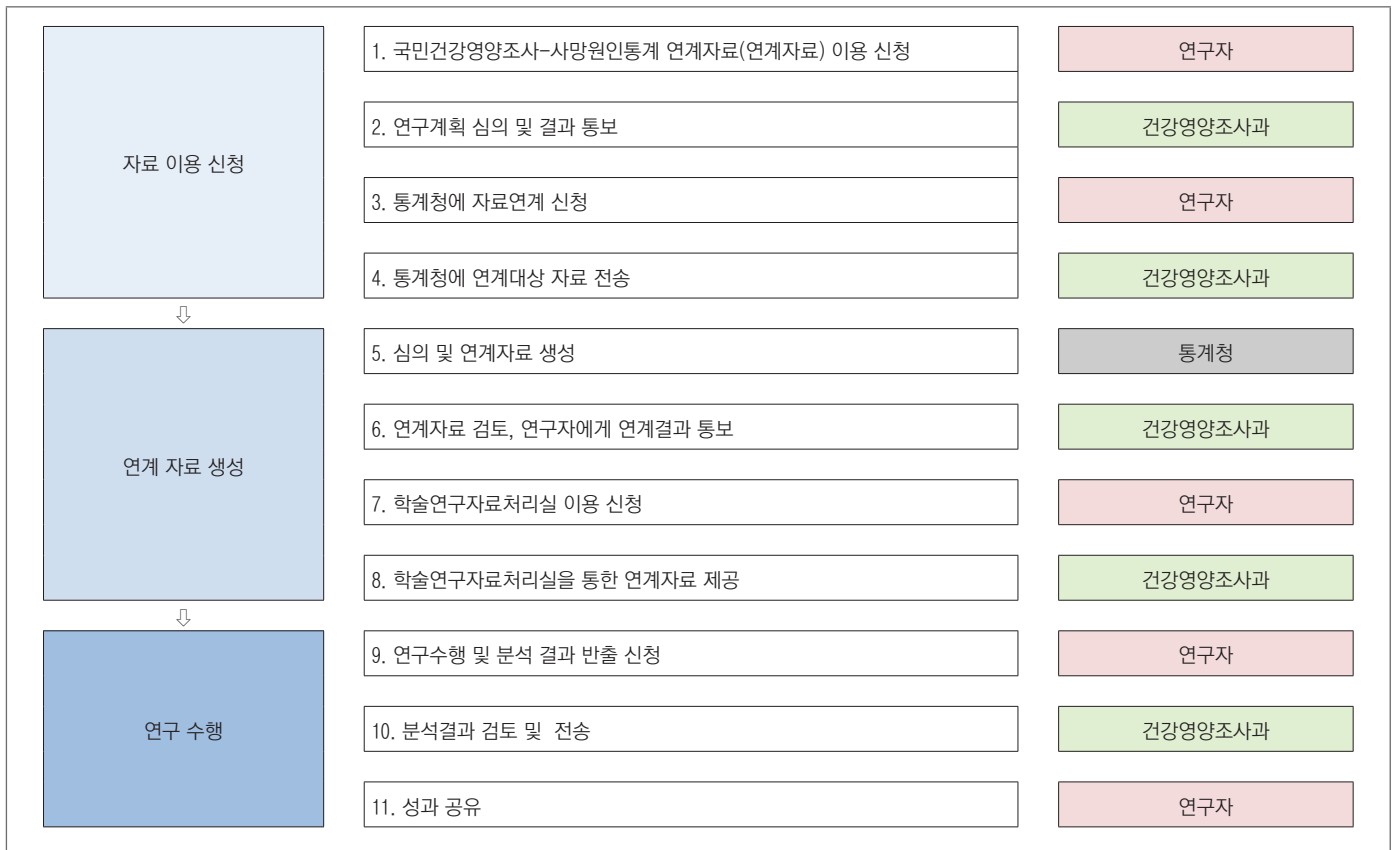 자료 이용 신청
1. 국민건강영양조사-사망원인통계 연계자료(연계자료) 이용 신청
연구자
2. 연구계획 심의 및 결과 통보
건강영양조사과
3. 통계청에 자료연계 신청
연구자
4. 통계청에 연계대상 자료 전송
건강영양조사과
⇩
연계 자료 생성
5. 심의 및 연계자료 생성
통계청
6. 연계자료 검토, 연구자에게 연계결과 통보
건강영양조사과
7. 학술연구자료처리실 이용 신청
연구자
8. 학술연구자료처리실을 통한 연계자료 제공
건강영양조사과
⇩
연구 수행
9. 연구수행 및 분석 결과 반출 신청
연구자
10. 분석결과 검토 및 전송
건강영양조사과
11. 성과 공유
연구자